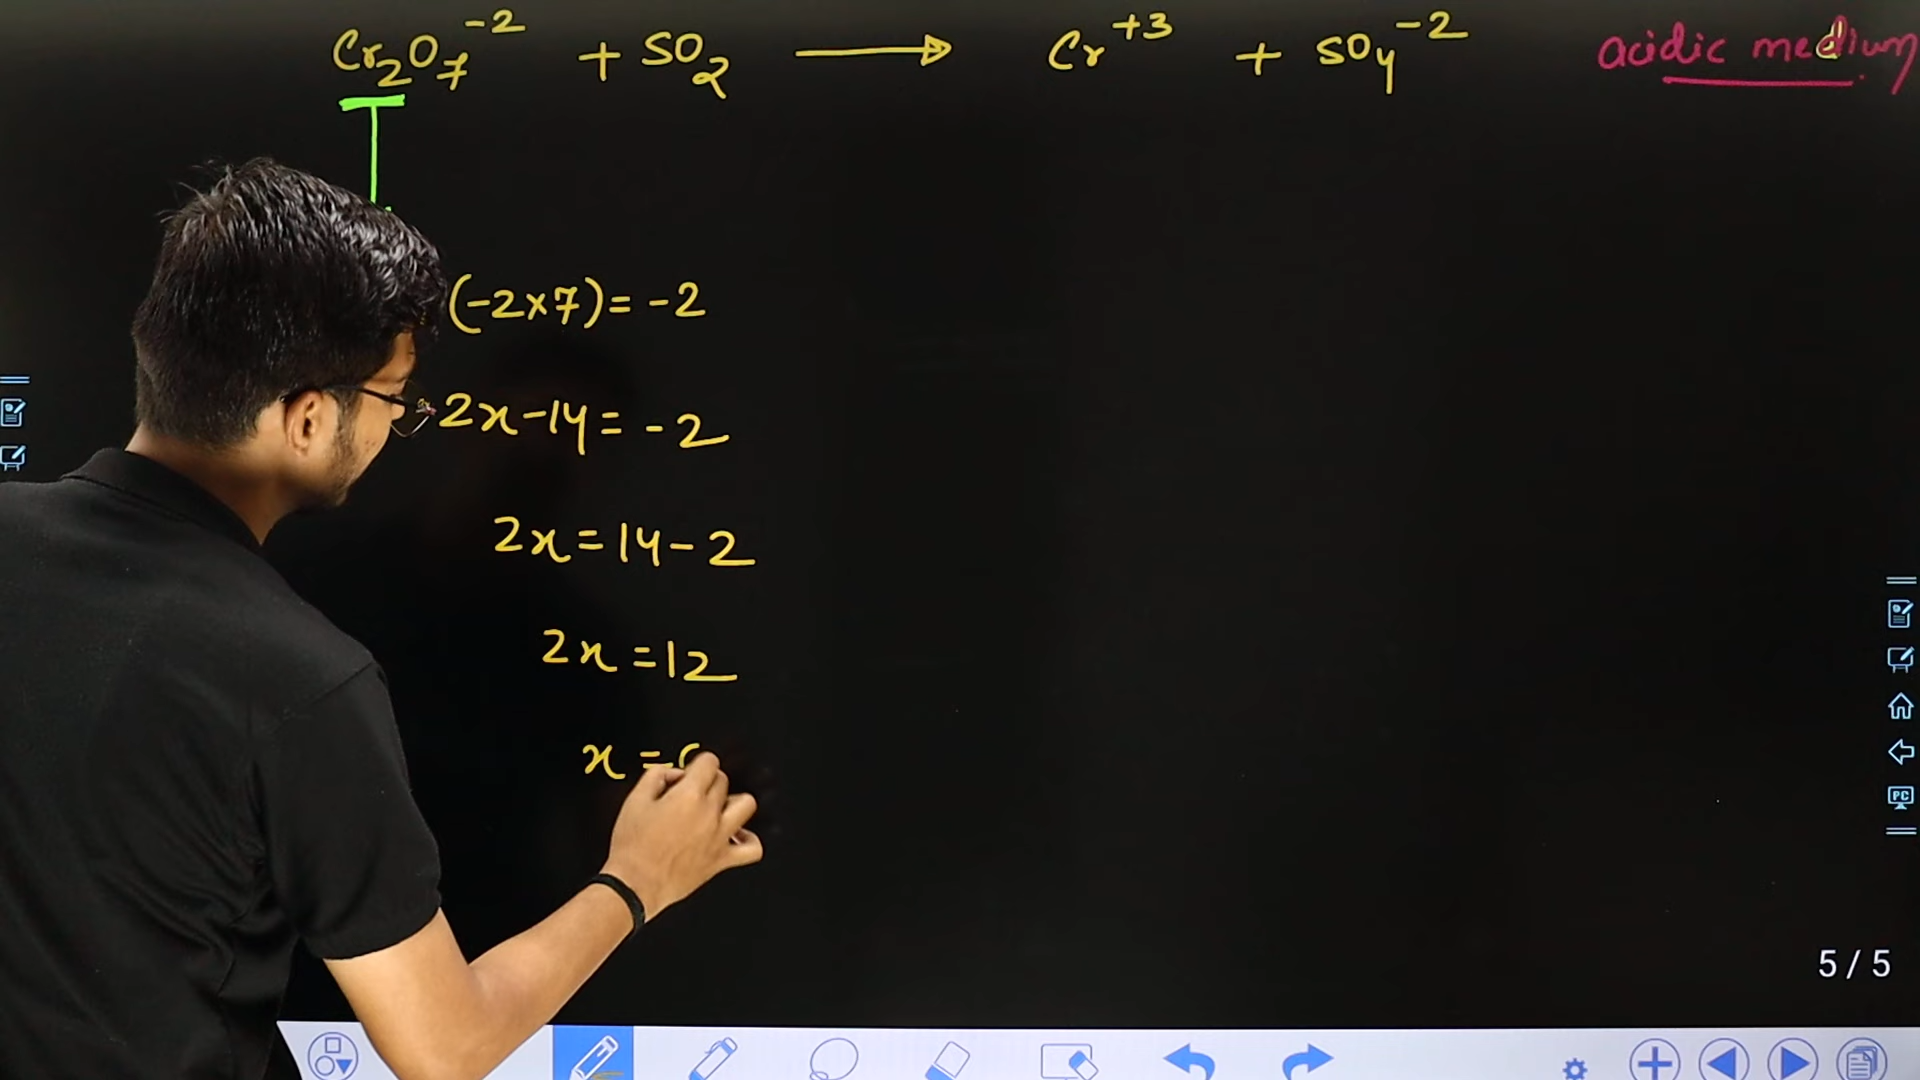 Cr₂O₇⁻² + SO₂ ⟶ Cr⁺³ + SO₄⁻² acidic medium
(-2×7)= -2
2x-14= -2
2x=14-2
2x=12
x=
PC
5/5